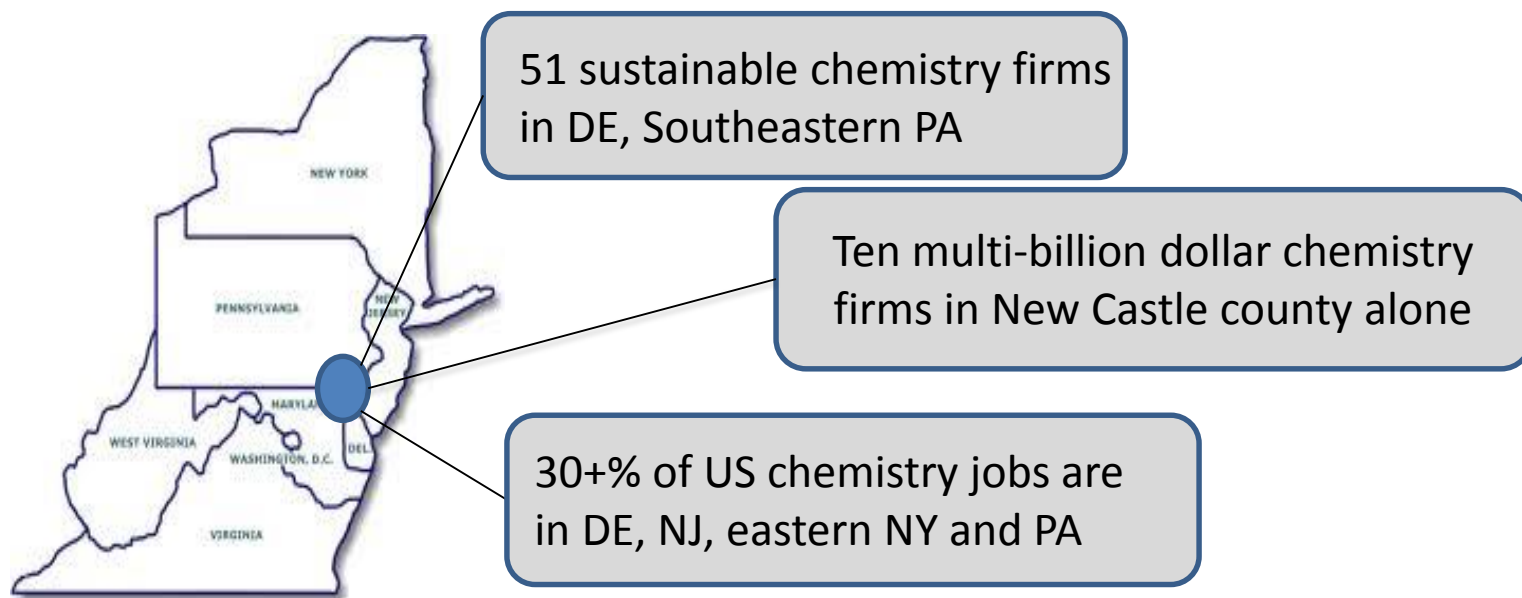 51 sustainable chemistry firms
in DE, Southeastern PA
NEW YORK
Ten multi-billion dollar chemistry
firms in New Castle county alone
PENNSYLVANIA
NEW
JERSEY
MARYLA
WEST VIRGINIA
DEL
WASHINGTON, D.C.
30+% of US chemistry jobs are
in DE, NJ, eastern NY and PA
VIRGINIA